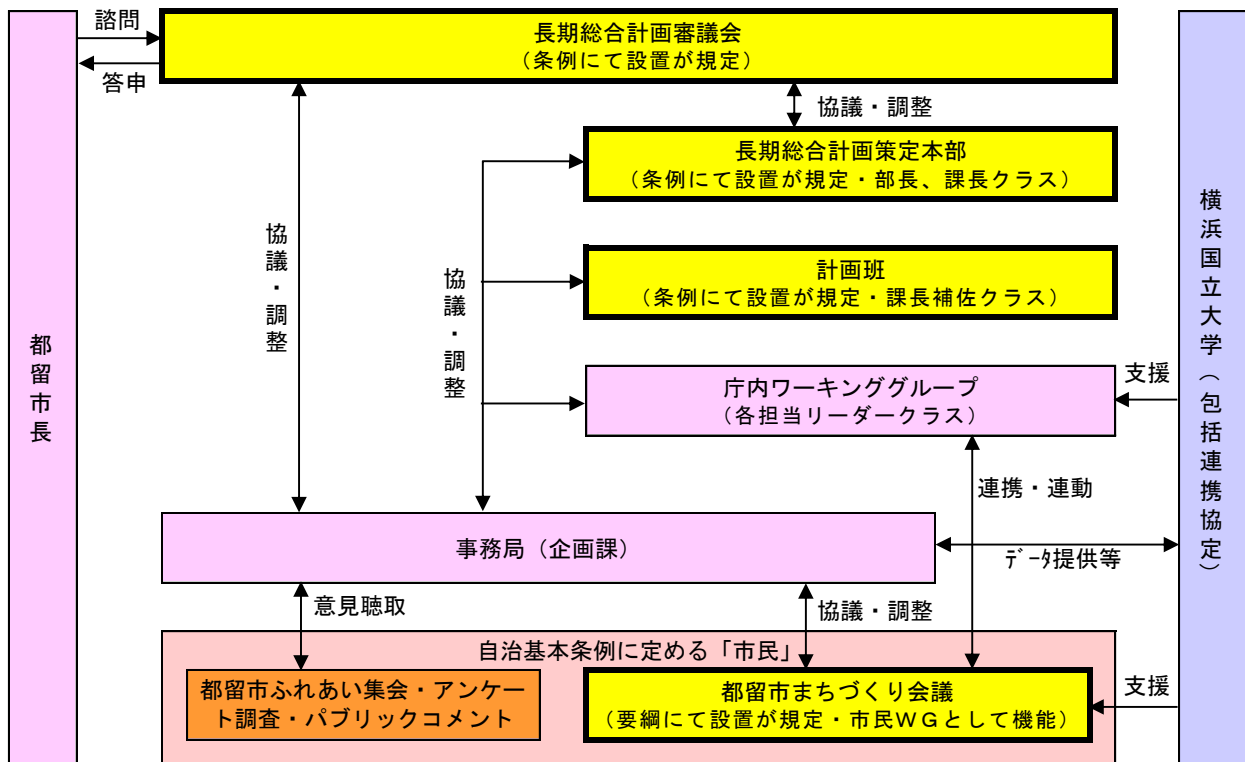 諮問
答申
長期総合計画審議会
（条例にて設置が規定）
協議・調整
長期総合計画策定本部
（条例にて設置が規定・部長、課長クラス）
協議・調整
協議・調整
計画班
（条例にて設置が規定・課長補佐クラス）
都留市長
横浜国立大学（包括連携協定）
庁内ワーキンググループ
（各担当リーダークラス）
支援
連携・連動
事務局（企画課）
ﾃﾞｰﾀ提供等
意見聴取
協議・調整
自治基本条例に定める「市民」
都留市ふれあい集会・アンケー
ト調査・パブリックコメント
都留市まちづくり会議
（要綱にて設置が規定・市民ＷＧとして機能）
支援